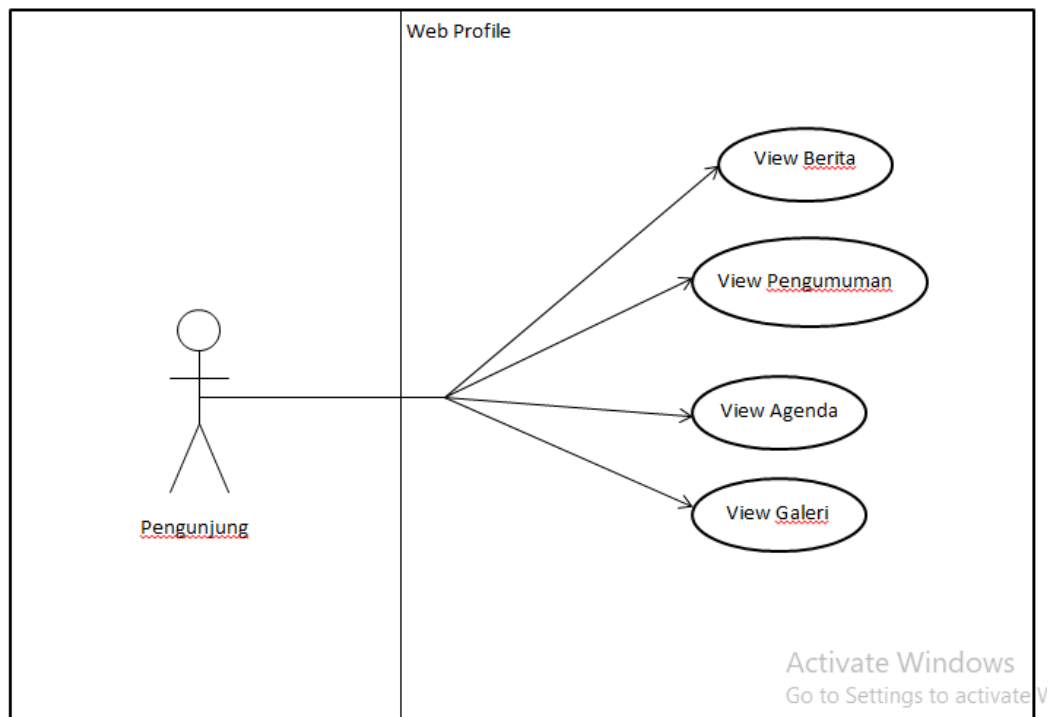 Web Profile
View Berita
View Pengumuman
View Agenda
View Galeri
Pengunjung
Activate Windows
Go to Settings to activate W